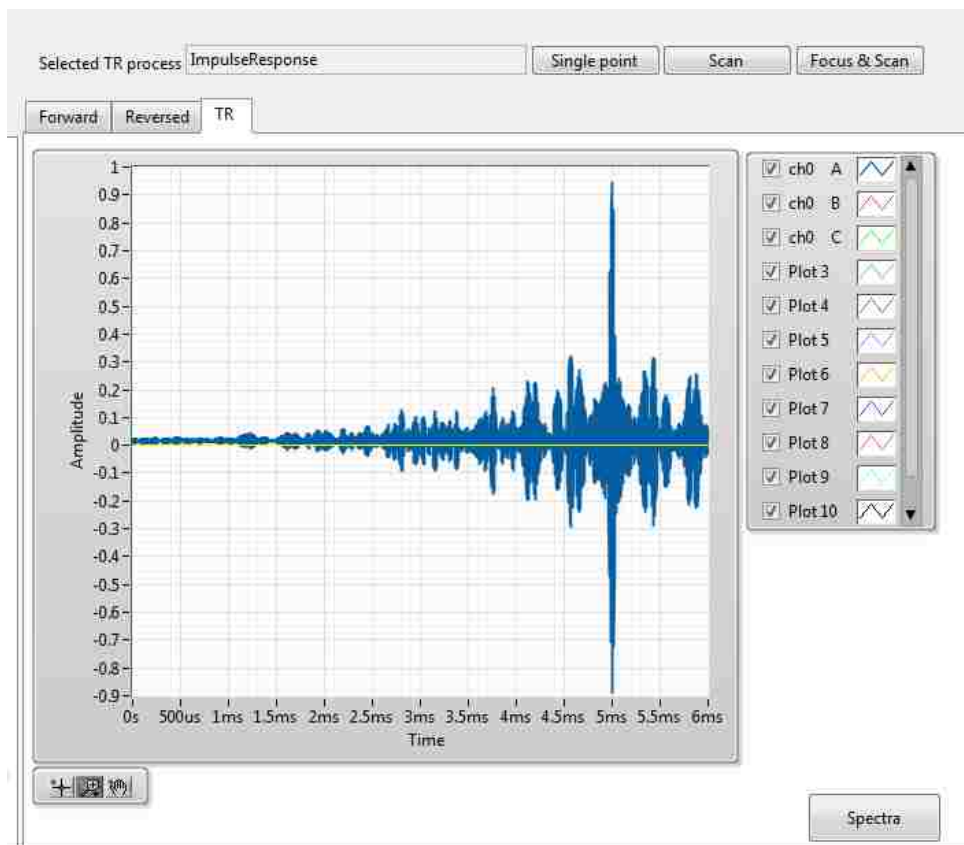 Selected TR process ImpulseResponse Single point Scan Focus & Scan
Forward Reversed TR
1
0.9
0.8
0.7
0.6
0.5
0.4
0.3
0.2
0.1
0
-0.1
-0.2
-0.3
-0.4
-0.5
-0.6
-0.7
-0.8
-0.9
Amplitude
0s 500us 1ms 1.5ms 2ms 2.5ms 3ms 3.5ms 4ms 4.5ms 5ms 5.5ms 6ms
Time
ch0 A
ch0 B
ch0 C
Plot 3
Plot 4
Plot 5
Plot 6
Plot 7
Plot 8
Plot 9
Plot 10
Spectra